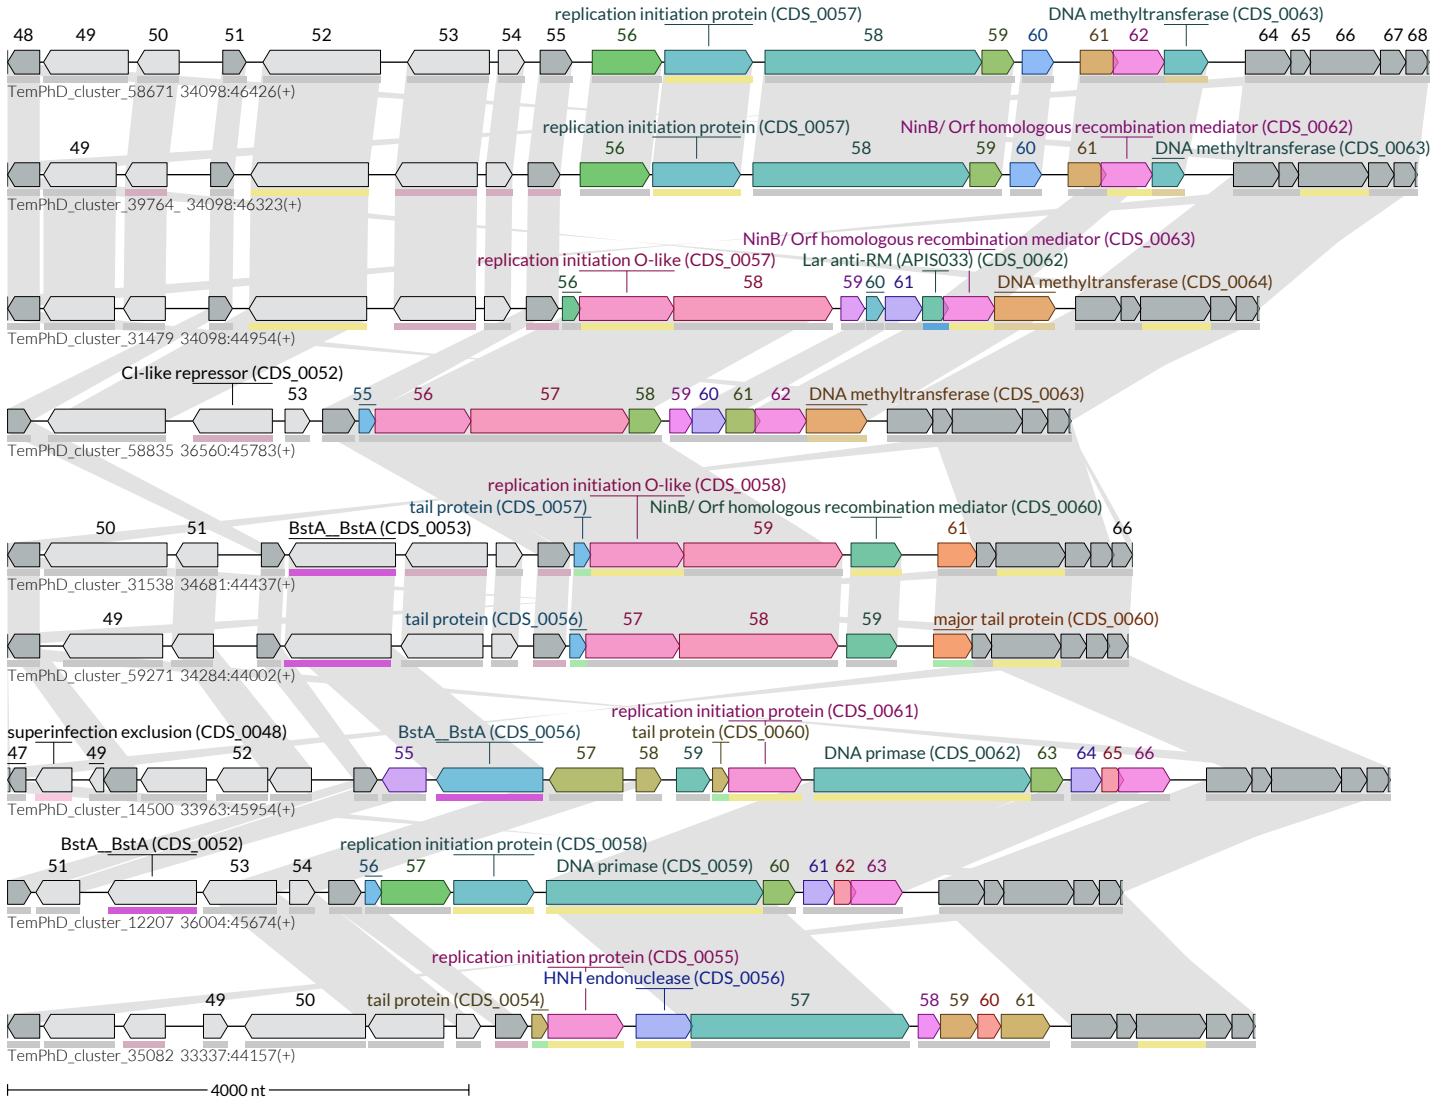 replication initiation protein (CDS_0057) DNA methyltransferase (CDS_0063)
48 49 50 51 52 53 54 55 56 58 59 60 61 62 64 65 66 67 68
TemPhD_cluster_58671 34098:46426(+)
replication initiation protein (CDS_0057) NinB/ Orf homologous recombination mediator (CDS_0062)
49 56 58 59 60 61 DNA methyltransferase (CDS_0063)
TemPhD_cluster_39764_ 34098:46323(+)
NinB/ Orf homologous recombination mediator (CDS_0063)
replication initiation O-like (CDS_0057) Lar anti-RM (APIS033) (CDS_0062)
56 58 59 60 61 DNA methyltransferase (CDS_0064)
TemPhD_cluster_31479 34098:44954(+)
CI-like repressor (CDS_0052)
53 55 56 57 58 59 60 61 62 DNA methyltransferase (CDS_0063)
TemPhD_cluster_58835 36560:45783(+)
replication initiation O-like (CDS_0058)
tail protein (CDS_0057) NinB/ Orf homologous recombination mediator (CDS_0060)
50 51 BstA__BstA (CDS_0053) 59 61 66
TemPhD_cluster_31538 34681:44437(+)
49 tail protein (CDS_0056) 57 58 59 major tail protein (CDS_0060)
TemPhD_cluster_59271 34284:44002(+)
replication initiation protein (CDS_0061)
superinfection exclusion (CDS_0048) BstA__BstA (CDS_0056) tail protein (CDS_0060)
47 49 52 55 57 58 59 DNA primase (CDS_0062) 63 64 65 66
TemPhD_cluster_14500 33963:45954(+)
BstA__BstA (CDS_0052) replication initiation protein (CDS_0058)
51 53 54 56 57 DNA primase (CDS_0059) 60 61 62 63
TemPhD_cluster_12207 36004:45674(+)
replication initiation protein (CDS_0055)
HNH endonuclease (CDS_0056)
49 50 tail protein (CDS_0054) 57 58 59 60 61
TemPhD_cluster_35082 33337:44157(+)
4000 nt